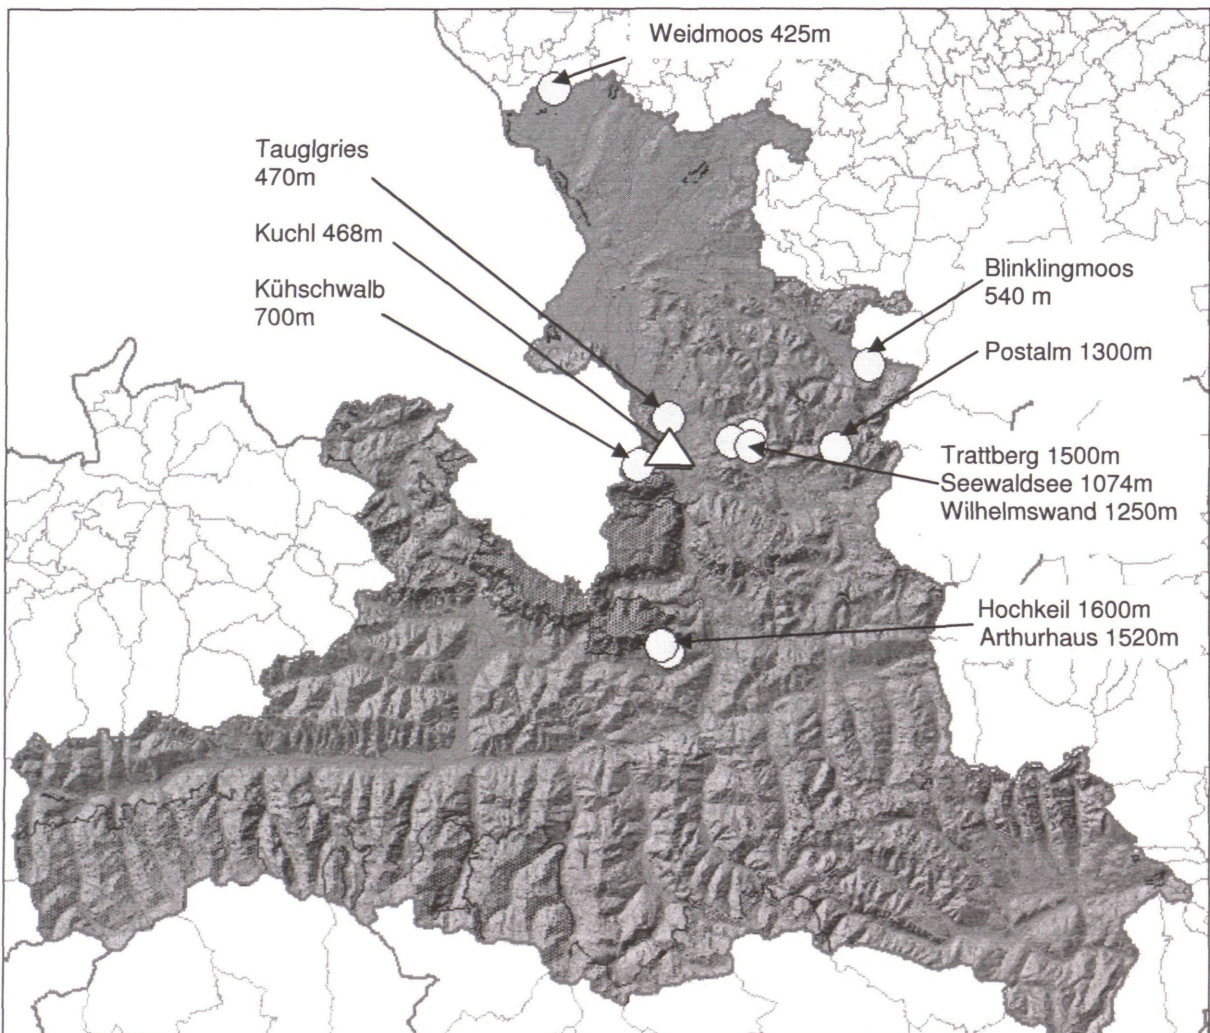 Weidmoos 425m
Tauglgries
470m
Kuchl 468m
Kühschwalb
700m
Blinklingmoos
540 m
Postalm 1300m
Trattberg 1500m
Seewaldsee 1074m
Wilhelmswand 1250m
Hochkeil 1600m
Arthurhaus 1520m